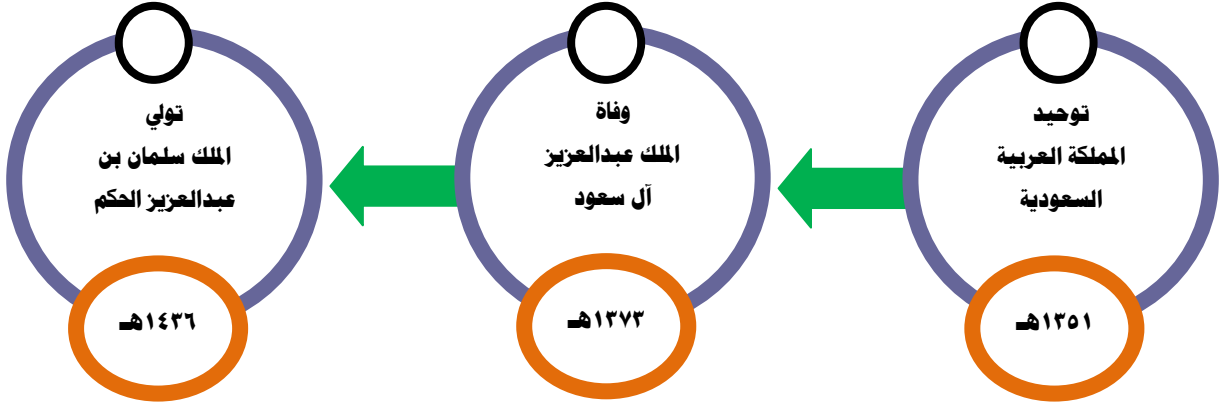 توحيد
المملكة العربية
السعودية
١٣٥١هـ
وفاة
الملك عبدالعزيز
آل سعود
١٣٧٣هـ
تولي
الملك سلمان بن
عبدالعزيز الحكم
١٤٣٦هـ